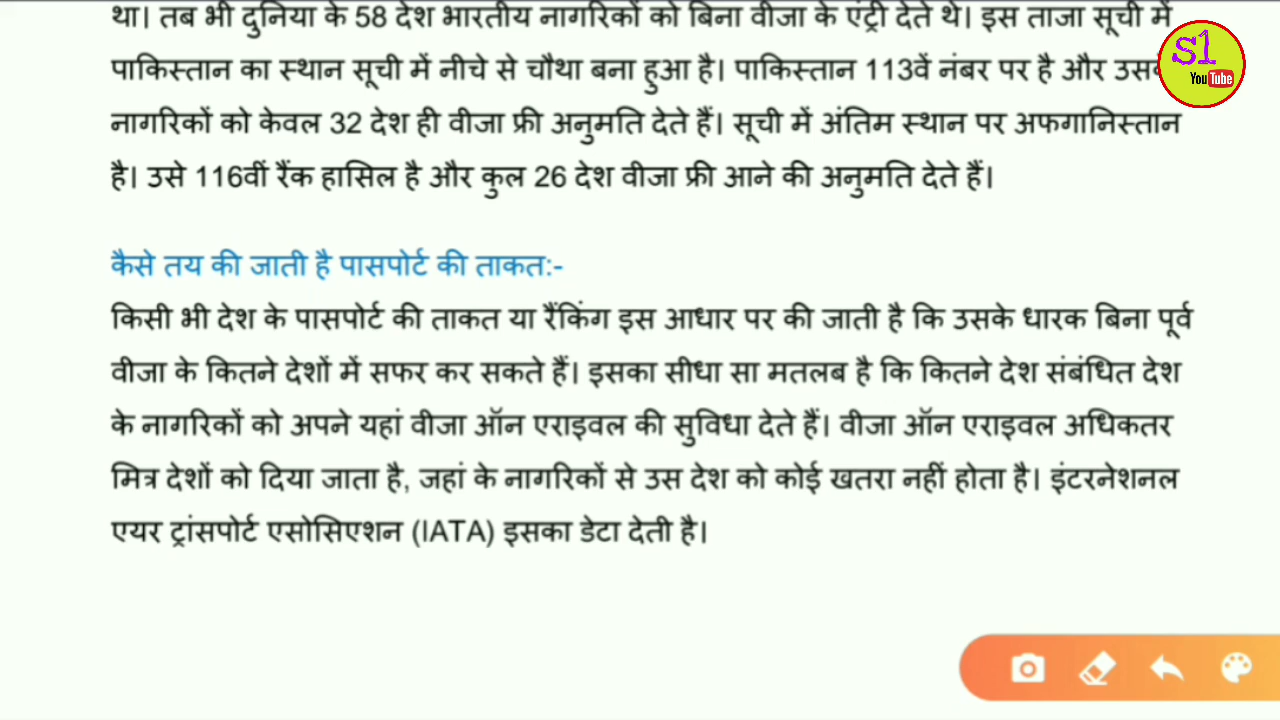 था। तब भी दुनिया के 58 देश भारतीय नागरिकों को बिना वीजा के एंट्री देते थे। इस ताजा सूची में
पाकिस्तान का स्थान सूची में नीचे से चौथा बना हुआ है। पाकिस्तान 113वें नंबर पर है और
नागरिकों को केवल 32 देश ही वीजा फ्री अनुमति देते हैं। सूची में अंतिम स्थान पर अफगानिस्तान
है। उसे 116वीं रैंक हासिल है और कुल 26 देश वीजा फ्री आने की अनुमति देते हैं।
कैसे तय की जाती है पासपोर्ट की ताकत:-
किसी भी देश के पासपोर्ट की ताकत या रैंकिंग इस आधार पर की जाती है कि उसके धारक बिना पूर्व
वीजा के कितने देशों में सफर कर सकते हैं। इसका सीधा सा मतलब है कि कितने देश संबंधित देश
के नागरिकों को अपने यहां वीजा ऑन एराइवल की सुविधा देते हैं। वीजा ऑन एराइवल अधिकतर
मित्र देशों को दिया जाता है, जहां के नागरिकों से उस देश को कोई खतरा नहीं होता है। इंटरनेशनल
एयर ट्रांसपोर्ट एसोसिएशन (IATA) इसका डेटा देती है।
S1
YouTube